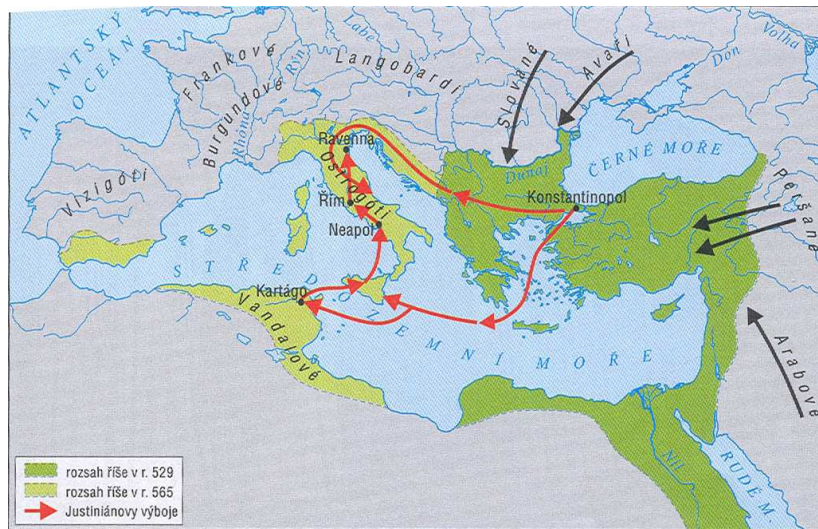 ATLANTSKÝ
OCEÁN
Frankové
Burgundové
Rhôna
Rýn
Labe
Langobardi
Slované
Avaři
Don
Volha
Vizigóti
Ravenna
Ostrogóti
Řím
Neapol
Dunaj
ČERNÉ MOŘE
Konstantinopol
Peršané
STŘEDOZEMNÍ MOŘE
Kartágo
Vandalové
Arabové
Nil
RUDÉ M.
rozsah říše v r. 529
rozsah říše v r. 565
Justiniánovy výboje